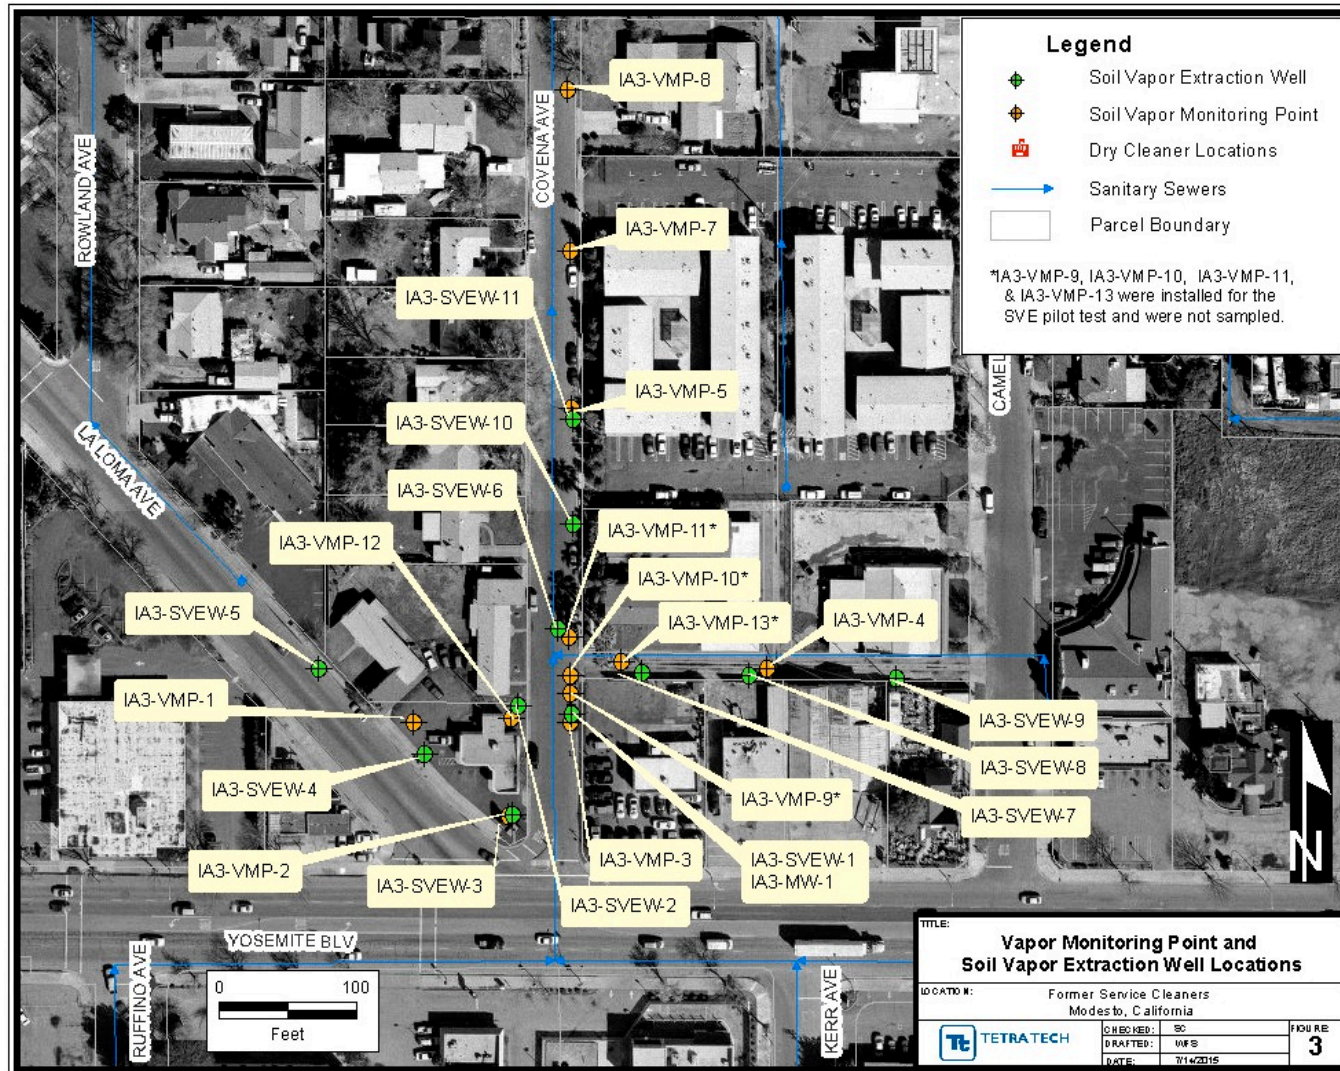 Legend
Soil Vapor Extraction Well
Soil Vapor Monitoring Point
Dry Cleaner Locations
Sanitary Sewers
Parcel Boundary
*IA3-VMP-9, IA3-VMP-10, IA3-VMP-11,
& IA3-VMP-13 were installed for the
SVE pilot test and were not sampled.
ROWLAND AVE
COVENA AVE
LA LOMA AVE
CAMEL
IA3-VMP-8
IA3-VMP-7
IA3-SVEW-11
IA3-VMP-5
IA3-SVEW-10
IA3-SVEW-6
IA3-VMP-12
IA3-VMP-11*
IA3-VMP-10*
IA3-VMP-13*
IA3-VMP-4
IA3-SVEW-5
IA3-VMP-1
IA3-SVEW-4
IA3-VMP-2
IA3-SVEW-3
IA3-SVEW-2
IA3-VMP-3
IA3-SVEW-1
IA3-MW-1
IA3-VMP-9*
IA3-SVEW-9
IA3-SVEW-8
IA3-SVEW-7
N
YOSEMITE BLV
RUFFINO AVE
KERR AVE
0 100
Feet
TITLE:
Vapor Monitoring Point and
Soil Vapor Extraction Well Locations
LOCATION:
Former Service Cleaners
Modesto, California
Tt TETRATECH
CHECKED: SC
DRAFTED: WFS
DATE: 7/14/2015
FIGURE:
3